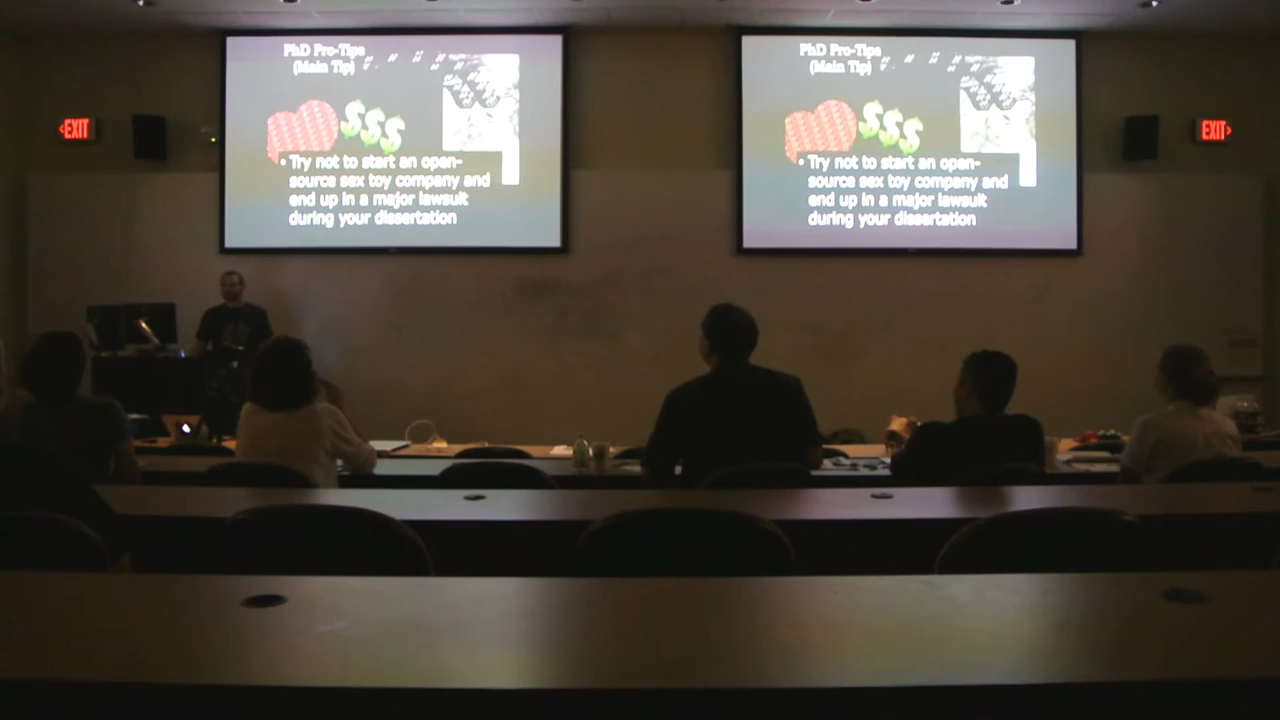 PhD Pro-Tips
(Main Tip)
$$$
• Try not to start an open-
source sex toy company and
end up in a major lawsuit
during your dissertation
PhD Pro-Tips
(Main Tip)
$$$
• Try not to start an open-
source sex toy company and
end up in a major lawsuit
during your dissertation
EXIT
EXIT